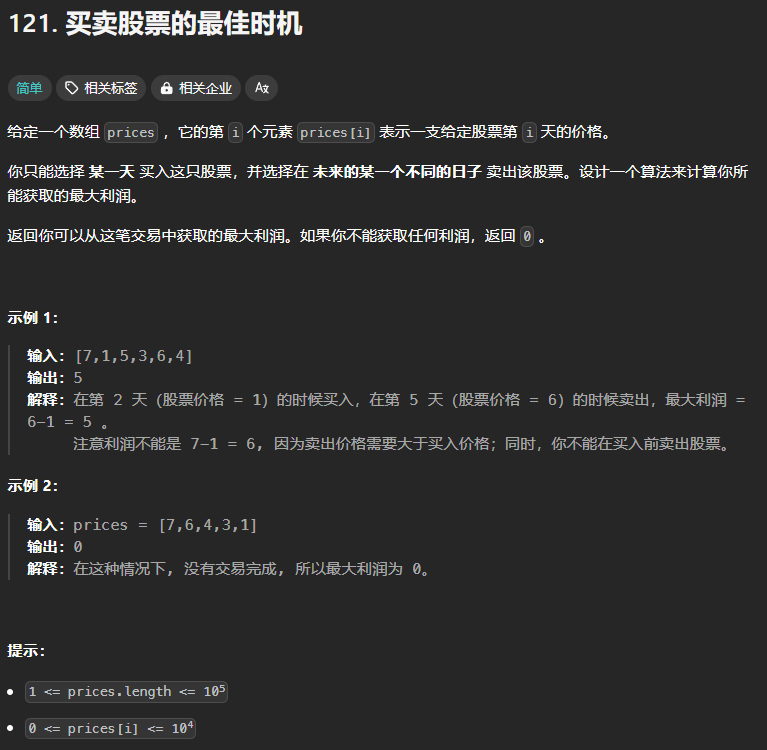 121. 买卖股票的最佳时机
简单 相关标签 相关企业 A文
给定一个数组 prices ，它的第 i 个元素 prices[i] 表示一支给定股票第 i 天的价格。
你只能选择 某一天 买入这只股票，并选择在 未来的某一个不同的日子 卖出该股票。设计一个算法来计算你所
能获取的最大利润。
返回你可以从这笔交易中获取的最大利润。如果你不能获取任何利润，返回 0 。
示例 1：
输入：[7,1,5,3,6,4]
输出：5
解释：在第 2 天（股票价格 = 1）的时候买入，在第 5 天（股票价格 = 6）的时候卖出，最大利润 =
6-1 = 5 。
注意利润不能是 7-1 = 6, 因为卖出价格需要大于买入价格；同时，你不能在买入前卖出股票。
示例 2：
输入：prices = [7,6,4,3,1]
输出：0
解释：在这种情况下, 没有交易完成, 所以最大利润为 0。
提示：
1 <= prices.length <= 10⁵
0 <= prices[i] <= 10⁴